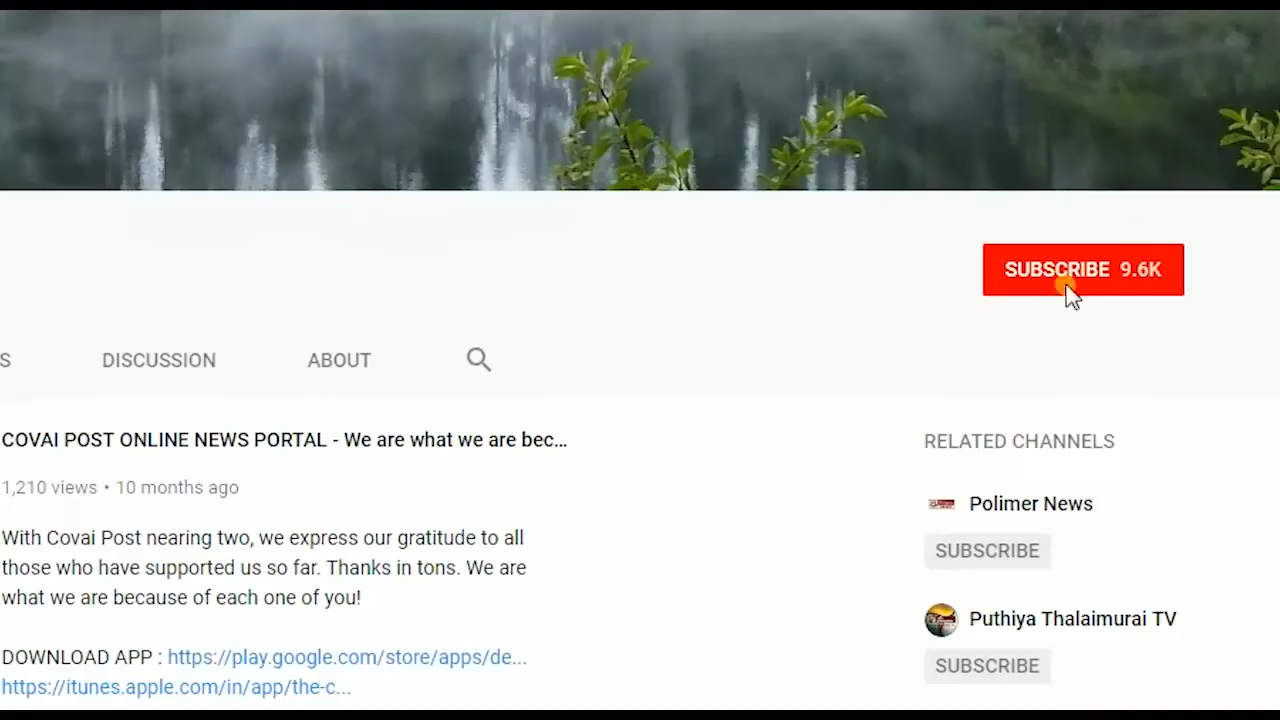 SUBSCRIBE 9.6K
S DISCUSSION ABOUT
COVAI POST ONLINE NEWS PORTAL - We are what we are bec...
1,210 views • 10 months ago
With Covai Post nearing two, we express our gratitude to all
those who have supported us so far. Thanks in tons. We are
what we are because of each one of you!
DOWNLOAD APP : https://play.google.com/store/apps/de...
https://itunes.apple.com/in/app/the-c...
RELATED CHANNELS
Polimer News
SUBSCRIBE
Puthiya Thalaimurai TV
SUBSCRIBE